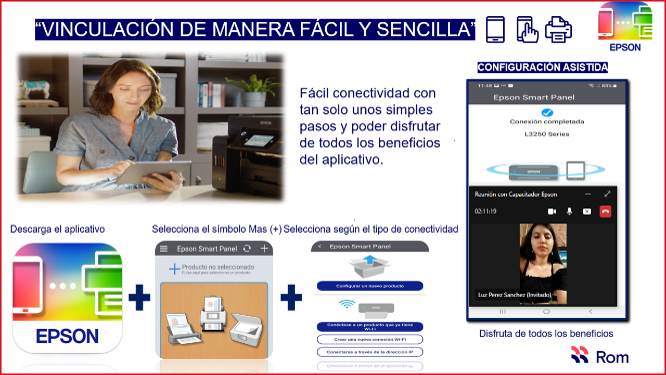 “VINCULACIÓN DE MANERA FÁCIL Y SENCILLA”
EPSON
CONFIGURACIÓN ASISTIDA
Fácil conectividad con
tan solo unos simples
pasos y poder disfrutar
de todos los beneficios
del aplicativo.
11:48
88%
Epson Smart Panel
Conexión completada
L3250 Series
EPSON
Reunión con Capacitador Epson
02:11:19
Luz Perez Sanchez (Invitado)
Descarga el aplicativo
Selecciona el símbolo Mas (+)
Selecciona según el tipo de conectividad
EPSON
Epson Smart Panel
Producto no seleccionado
Epson Smart Panel
Configurar un nuevo producto
Conéctese a un producto que ya tiene
Wi-Fi
Crear una nueva conexión Wi-Fi
Conectarse a través de la dirección IP
Disfruta de todos los beneficios
Rom